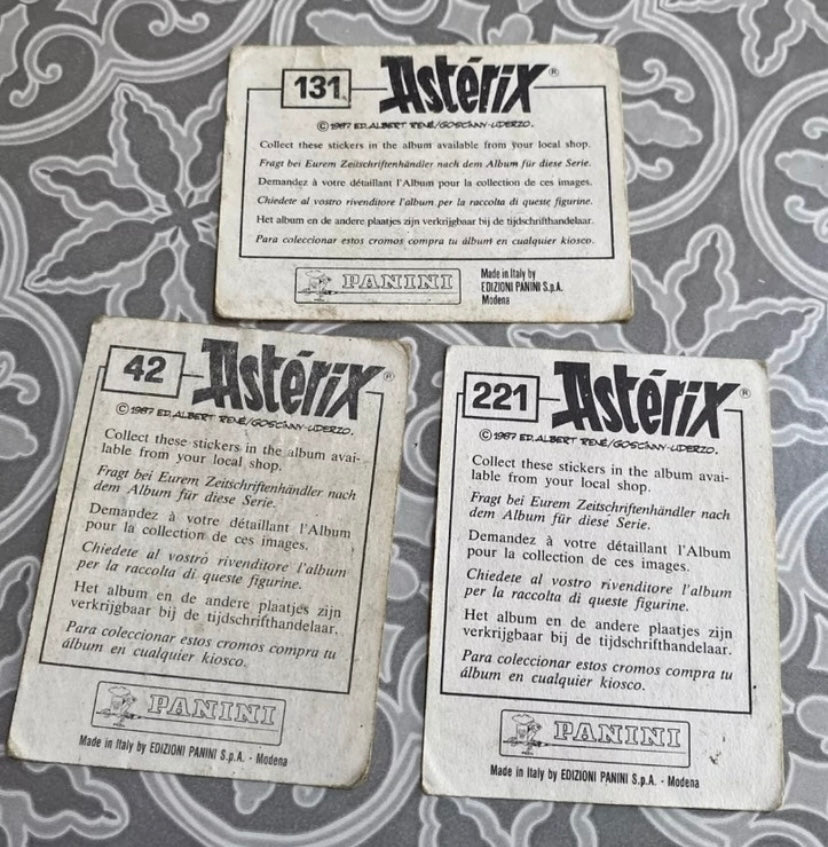 131
Astérix®
© 1987 ED. ALBERT RENÉ/GOSCINNY-UDERZO.
Collect these stickers in the album available from your local shop.
Fragt bei Eurem Zeitschriftenhändler nach dem Album für diese Serie.
Demandez à votre détaillant l'Album pour la collection de ces images.
Chiedete al vostro rivenditore l'album per la raccolta di queste figurine.
Het album en de andere plaatjes zijn verkrijgbaar bij de tijdschrifthandelaar.
Para coleccionar estos cromos compra tu álbum en cualquier kiosco.
PANINI
Made in Italy by
EDIZIONI PANINI S.p.A.
Modena
42
Astérix®
© 1987 ED. ALBERT RENÉ/GOSCINNY-UDERZO.
Collect these stickers in the album avai-
lable from your local shop.
Fragt bei Eurem Zeitschriftenhändler nach
dem Album für diese Serie.
Demandez à votre détaillant l'Album
pour la collection de ces images.
Chiedete al vostro rivenditore l'album
per la raccolta di queste figurine.
Het album en de andere plaatjes zijn
verkrijgbaar bij de tijdschrifthandelaar.
Para coleccionar estos cromos compra tu
álbum en cualquier kiosco.
PANINI
Made in Italy by EDIZIONI PANINI S.p.A. - Modena
221
Astérix®
© 1987 ED. ALBERT RENÉ/GOSCINNY-UDERZO.
Collect these stickers in the album avai-
lable from your local shop.
Fragt bei Eurem Zeitschriftenhändler nach
dem Album für diese Serie.
Demandez à votre détaillant l'Album
pour la collection de ces images.
Chiedete al vostro rivenditore l'album
per la raccolta di queste figurine.
Het album en de andere plaatjes zijn
verkrijgbaar bij de tijdschrifthandelaar.
Para coleccionar estos cromos compra tu
álbum en cualquier kiosco.
PANINI
Made in Italy by EDIZIONI PANINI S.p.A. - Modena